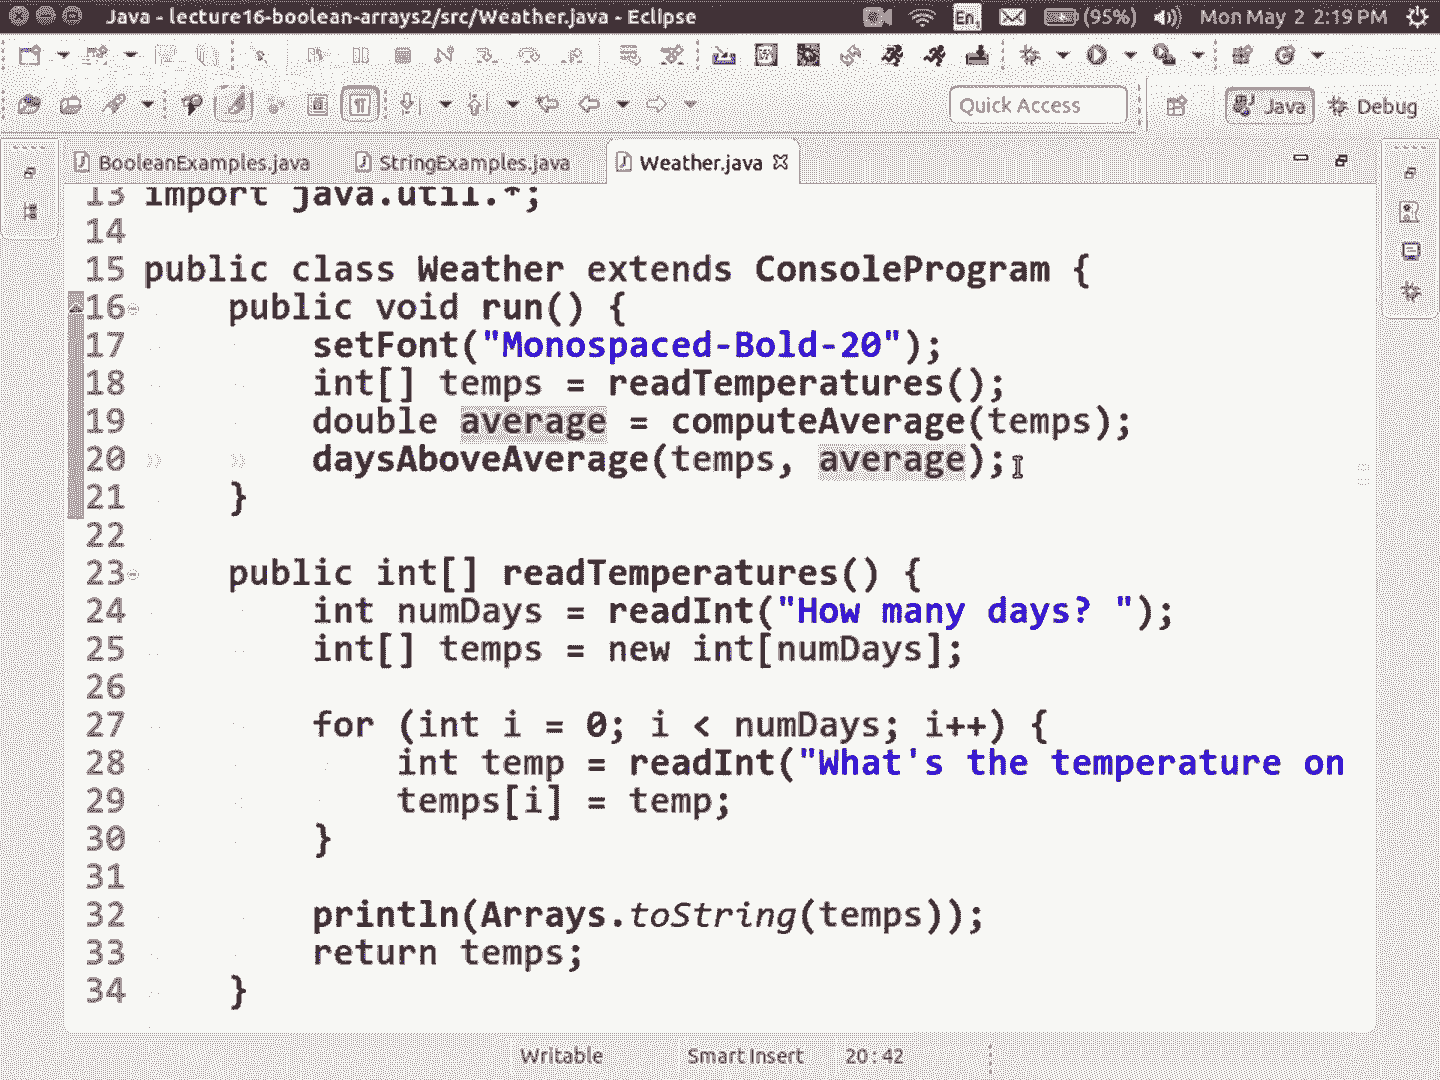 Java - lecture16-boolean-arrays2/src/Weather.java - Eclipse
En
(95%)
Mon May 2 2:19 PM
Quick Access
Java
Debug
BooleanExamples.java
StringExamples.java
Weather.java
13 import java.util.*;
14
15 public class Weather extends ConsoleProgram {
16 public void run() {
17 setFont("Monospaced-Bold-20");
18 int[] temps = readTemperatures();
19 double average = computeAverage(temps);
20 daysAboveAverage(temps, average);
21 }
22
23 public int[] readTemperatures() {
24 int numDays = readInt("How many days? ");
25 int[] temps = new int[numDays];
26
27 for (int i = 0; i < numDays; i++) {
28 int temp = readInt("What's the temperature on
29 temps[i] = temp;
30 }
31
32 println(Arrays.toString(temps));
33 return temps;
34 }
Writable
Smart Insert
20 : 42